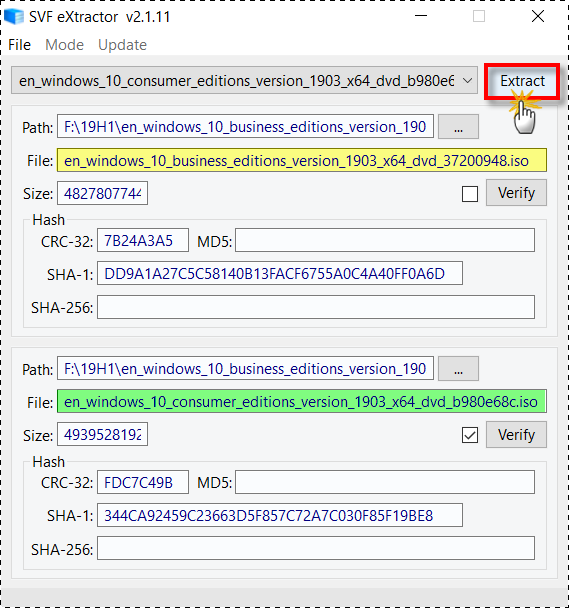 SVF eXtractor v2.1.11
File Mode Update
en_windows_10_consumer_editions_version_1903_x64_dvd_b980e6 Extract
Path: F:\19H1\en_windows_10_business_editions_version_190 ...
File: en_windows_10_business_editions_version_1903_x64_dvd_37200948.iso
Size: 4827807744 Verify
Hash
CRC-32: 7B24A3A5 MD5:
SHA-1: DD9A1A27C5C58140B13FACF6755A0C4A40FF0A6D
SHA-256:
Path: F:\19H1\en_windows_10_business_editions_version_190 ...
File: en_windows_10_consumer_editions_version_1903_x64_dvd_b980e68c.iso
Size: 4939528192 Verify
Hash
CRC-32: FDC7C49B MD5:
SHA-1: 344CA92459C23663D5F857C72A7C030F85F19BE8
SHA-256: